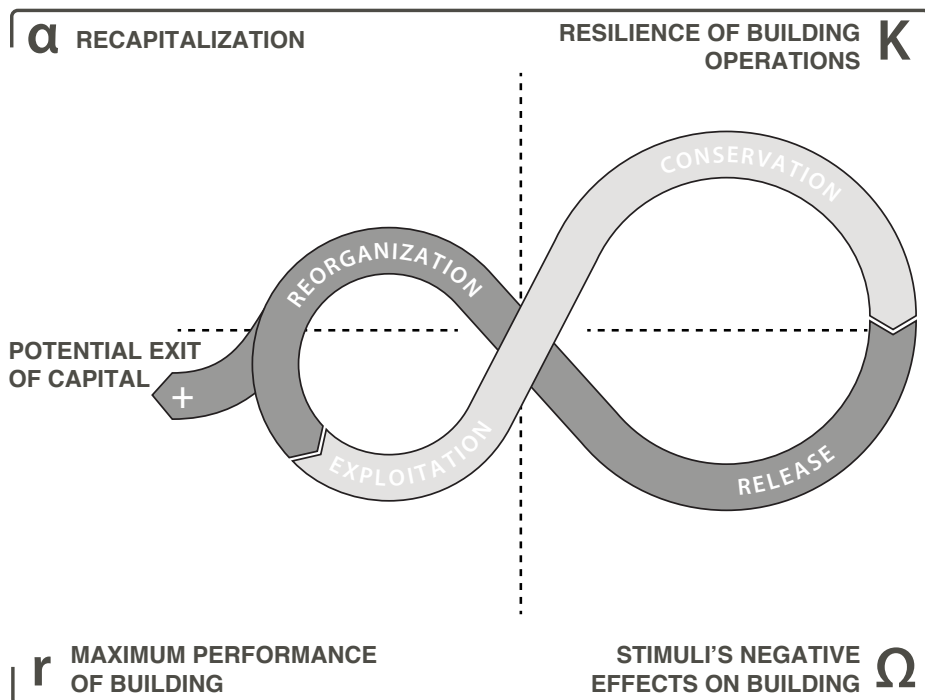 α RECAPITALIZATION
RESILIENCE OF BUILDING
OPERATIONS
K
CONSERVATION
REORGANIZATION
POTENTIAL EXIT
OF CAPITAL
+
EXPLOITATION
RELEASE
r
MAXIMUM PERFORMANCE
OF BUILDING
STIMULI'S NEGATIVE
EFFECTS ON BUILDING
Ω